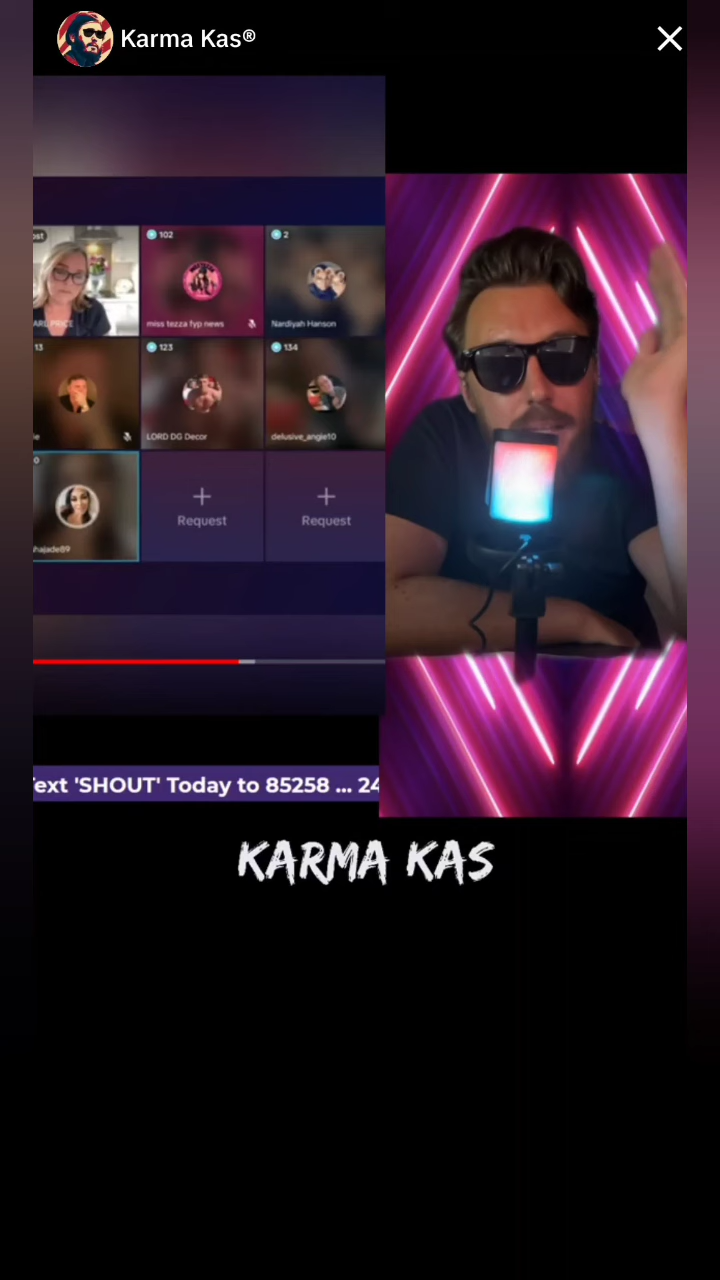 Karma Kas®
102
2
miss tezza fyp news
Nardiyah Hanson
13
123
134
LORD DG Decor
delusive_angie10
Request
Request
Text 'SHOUT' Today to 85258 ... 24
KARMA KAS